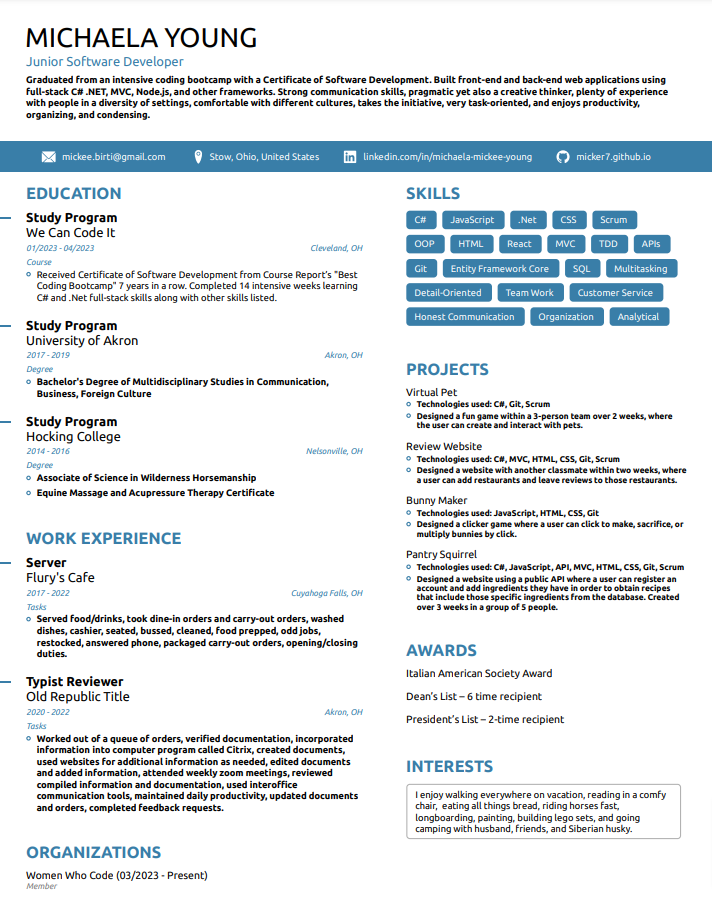 MICHAELA YOUNG
Junior Software Developer
Graduated from an intensive coding bootcamp with a Certificate of Software Development. Built front-end and back-end web applications using
full-stack C# .NET, MVC, Node.js, and other frameworks. Strong communication skills, pragmatic yet also a creative thinker, plenty of experience
with people in a diversity of settings, comfortable with different cultures, takes the initiative, very task-oriented, and enjoys productivity,
organizing, and condensing.
mickee.birti@gmail.com
Stow, Ohio, United States
linkedin.com/in/michaela-mickee-young
micker7.github.io
EDUCATION
Study Program
We Can Code It
01/2023 - 04/2023
Cleveland, OH
Course
Received Certificate of Software Development from Course Report's "Best
Coding Bootcamp" 7 years in a row. Completed 14 intensive weeks learning
C# and .Net full-stack skills along with other skills listed.
Study Program
University of Akron
2017 - 2019
Akron, OH
Degree
Bachelor's Degree of Multidisciplinary Studies in Communication,
Business, Foreign Culture
Study Program
Hocking College
2014 - 2016
Nelsonville, OH
Degree
Associate of Science in Wilderness Horsemanship
Equine Massage and Acupressure Therapy Certificate
WORK EXPERIENCE
Server
Flury's Cafe
2017 - 2022
Cuyahoga Falls, OH
Tasks
Served food/drinks, took dine-in orders and carry-out orders, washed
dishes, cashier, seated, bussed, cleaned, food prepped, odd jobs,
restocked, answered phone, packaged carry-out orders, opening/closing
duties.
Typist Reviewer
Old Republic Title
2020 - 2022
Akron, OH
Tasks
Worked out of a queue of orders, verified documentation, incorporated
information into computer program called Citrix, created documents,
used websites for additional information as needed, edited documents
and added information, attended weekly zoom meetings, reviewed
compiled information and documentation, used interoffice
communication tools, maintained daily productivity, updated documents
and orders, completed feedback requests.
ORGANIZATIONS
Women Who Code (03/2023 - Present)
Member
SKILLS
C# JavaScript .Net CSS Scrum
OOP HTML React MVC TDD APIs
Git Entity Framework Core SQL Multitasking
Detail-Oriented Team Work Customer Service
Honest Communication Organization Analytical
PROJECTS
Virtual Pet
Technologies used: C#, Git, Scrum
Designed a fun game within a 3-person team over 2 weeks, where
the user can create and interact with pets.
Review Website
Technologies used: C#, MVC, HTML, CSS, Git, Scrum
Designed a website with another classmate within two weeks, where
a user can add restaurants and leave reviews to those restaurants.
Bunny Maker
Technologies used: JavaScript, HTML, CSS, Git
Designed a clicker game where a user can click to make, sacrifice, or
multiply bunnies by click.
Pantry Squirrel
Technologies used: C#, JavaScript, API, MVC, HTML, CSS, Git, Scrum
Designed a website using a public API where a user can register an
account and add ingredients they have in order to obtain recipes
that include those specific ingredients from the database. Created
over 3 weeks in a group of 5 people.
AWARDS
Italian American Society Award
Dean's List – 6 time recipient
President's List – 2-time recipient
INTERESTS
I enjoy walking everywhere on vacation, reading in a comfy
chair, eating all things bread, riding horses fast,
longboarding, painting, building lego sets, and going
camping with husband, friends, and Siberian husky.